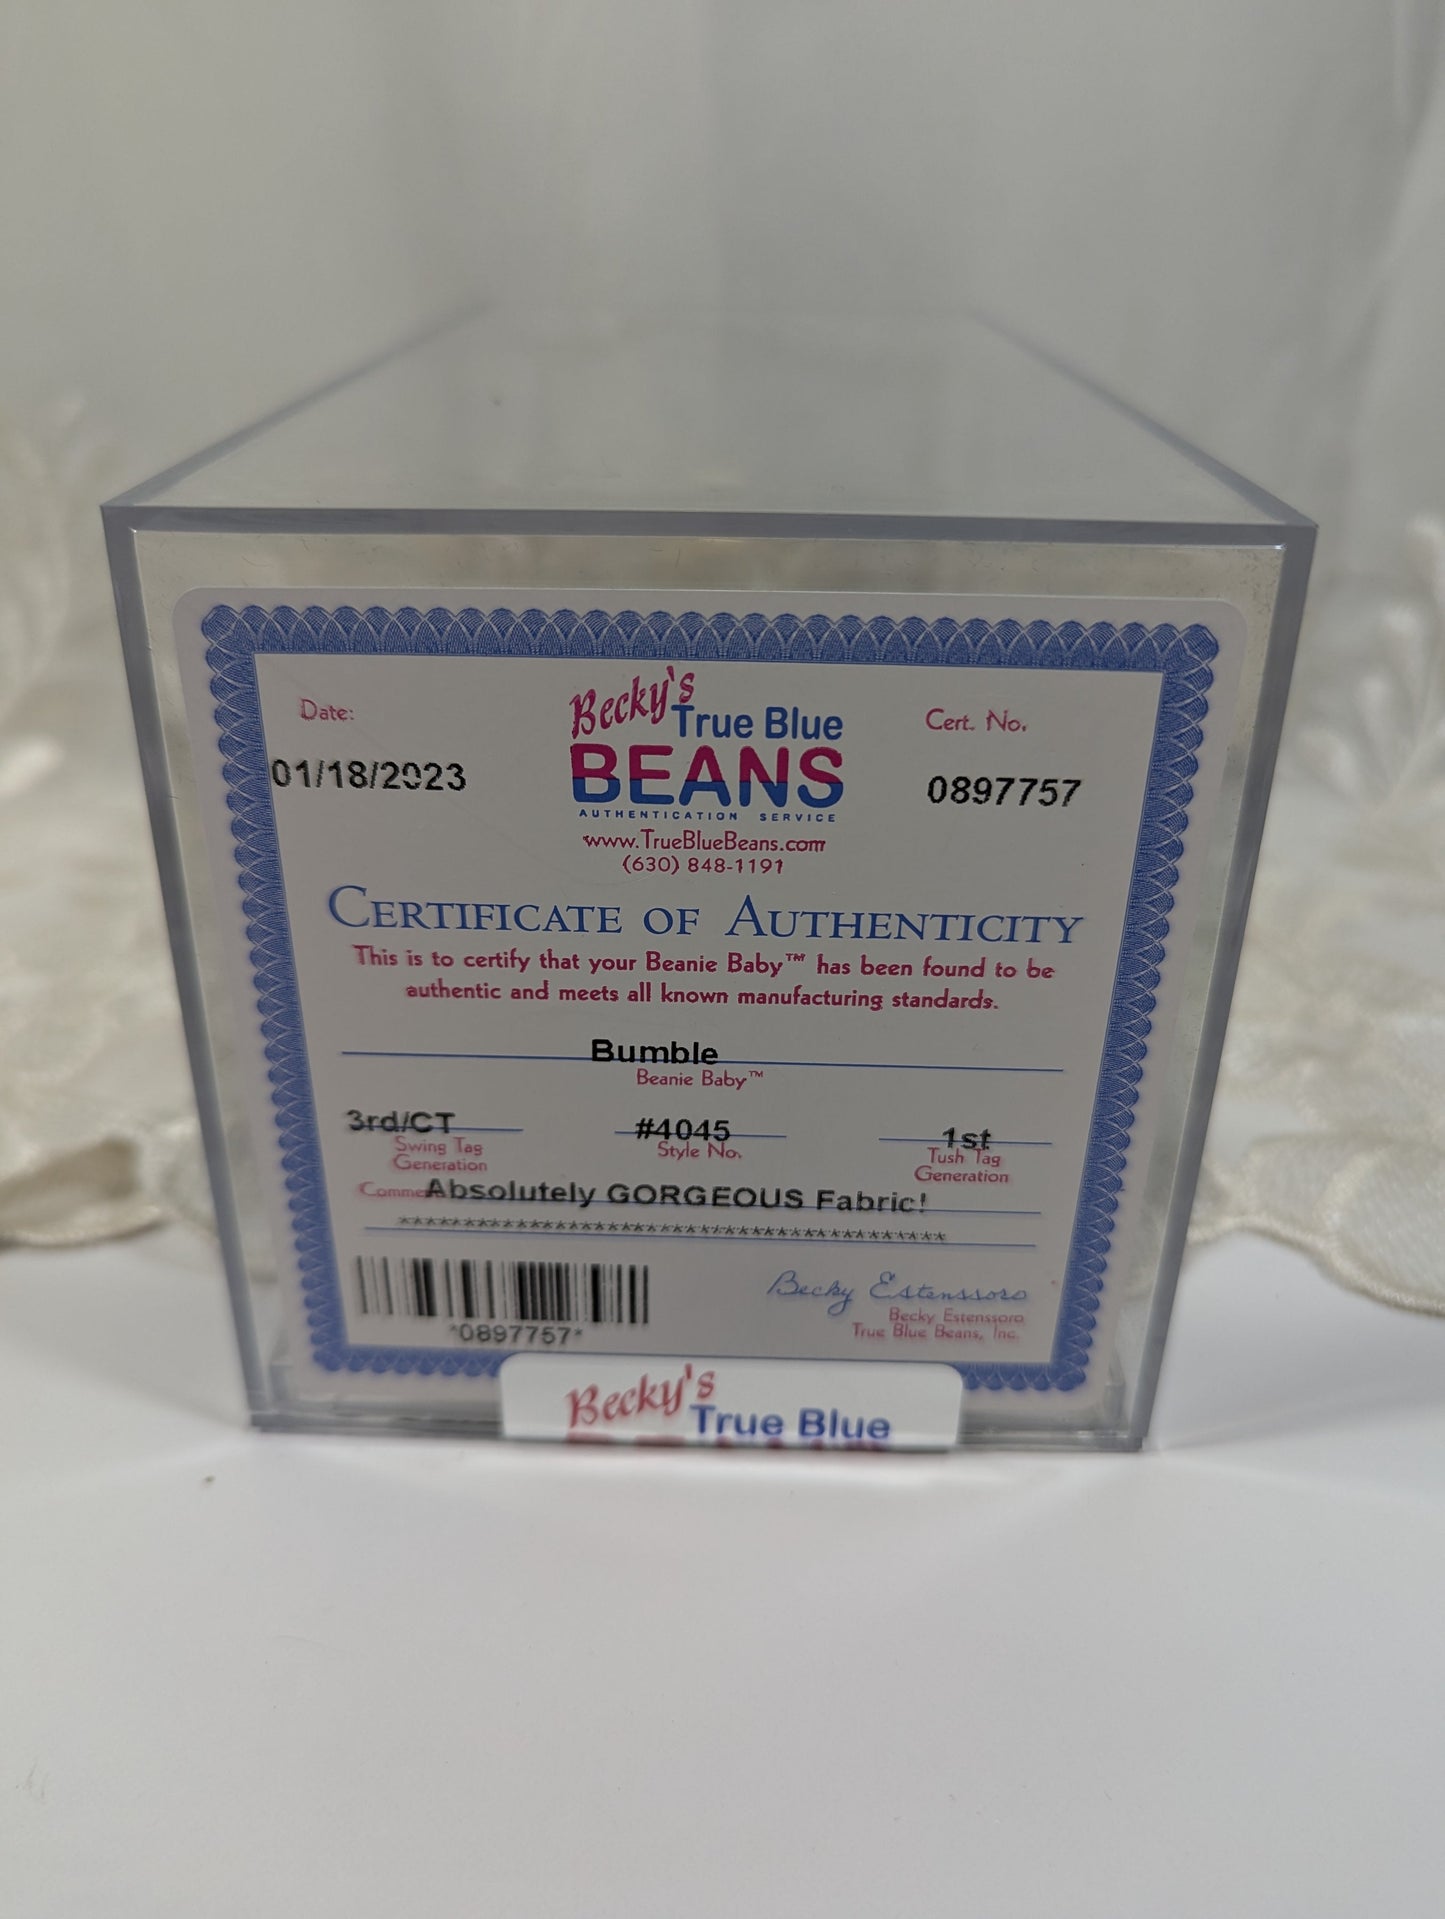 Date:
01/18/2023
Becky's
True Blue
BEANS
AUTHENTICATION SERVICE
www.TrueBlueBeans.com
(630) 848-1191
Cert. No.
0897757
CERTIFICATE OF AUTHENTICITY
This is to certify that your Beanie Baby™ has been found to be
authentic and meets all known manufacturing standards.
Bumble
Beanie Baby™
3rd/CT
Swing Tag
Generation
#4045
Style No.
1st
Tush Tag
Generation
Absolutely GORGEOUS Fabric!
******************************************
*0897757*
Becky Estenssoro
Becky Estenssoro
True Blue Beans, Inc.
Becky's
True Blue